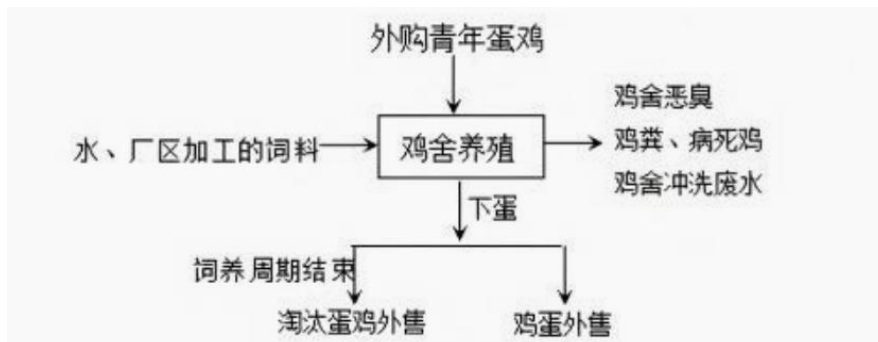 外购青年蛋鸡
鸡舍恶臭
水、厂区加工的词料
鸡舍养殖
鸡粪、病死鸡
鸡舍冲洗废水
下蛋
词养周期结束
淘汰蛋鸡外售
鸡蛋外售